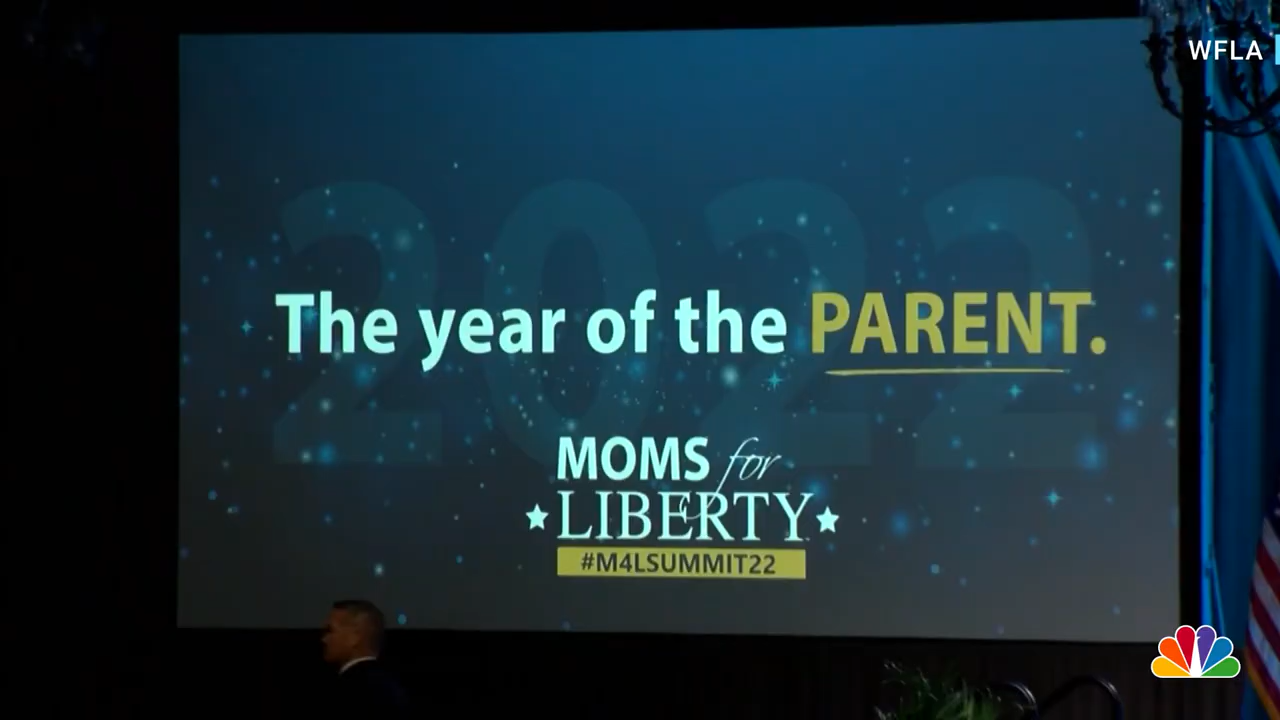 WFLA
2022
The year of the PARENT.
MOMS for
LIBERTY
#M4LSUMMIT22